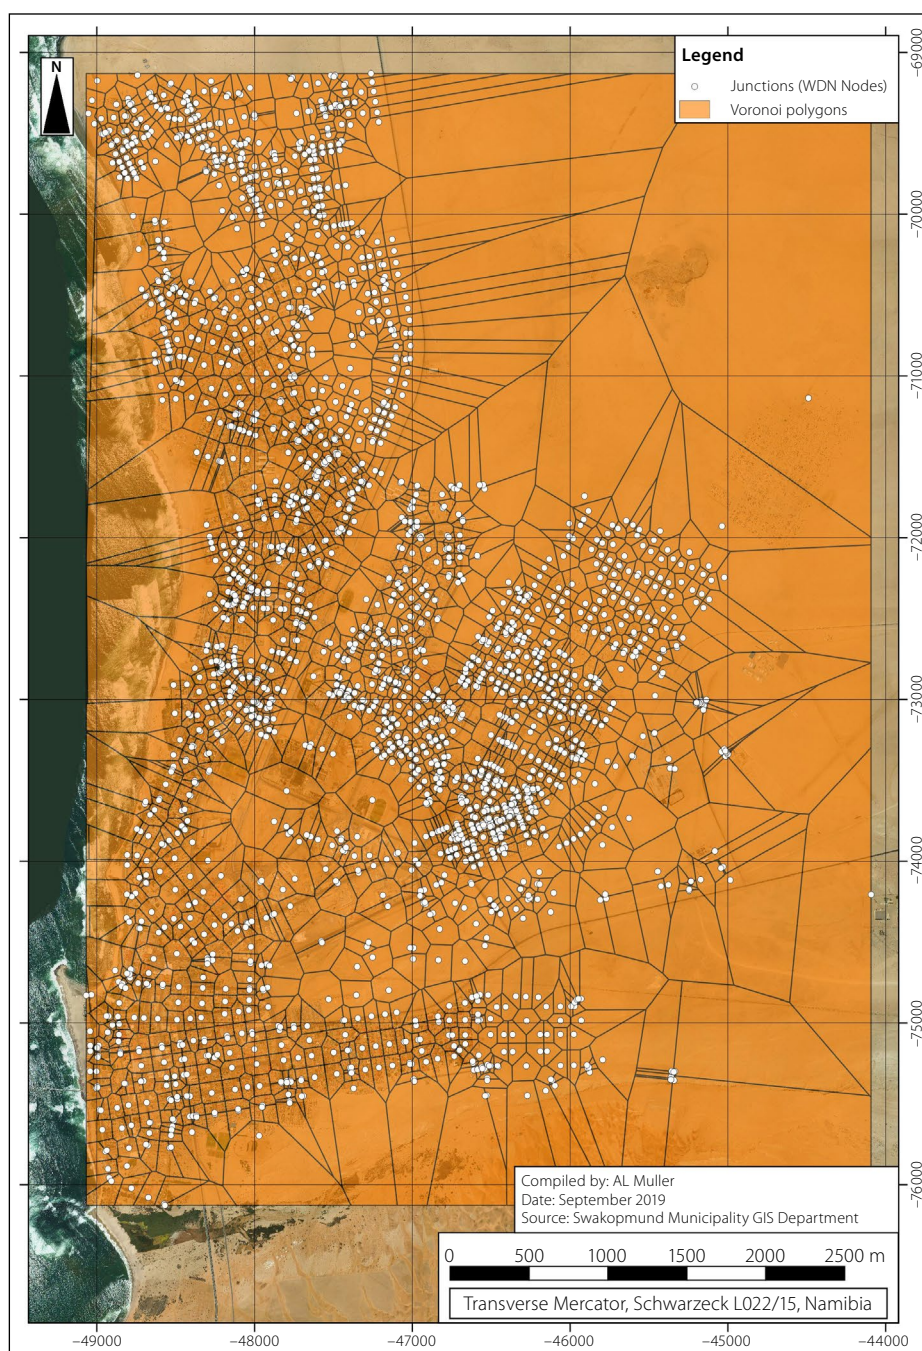 N
Legend
Junctions (WDN Nodes)
Voronoi polygons
−69000
−70000
−71000
−72000
−73000
−74000
−75000
−76000
Compiled by: AL Muller
Date: September 2019
Source: Swakopmund Municipality GIS Department
0 500 1000 1500 2000 2500 m
Transverse Mercator, Schwarzeck L022/15, Namibia
−49000 −48000 −47000 −46000 −45000 −44000